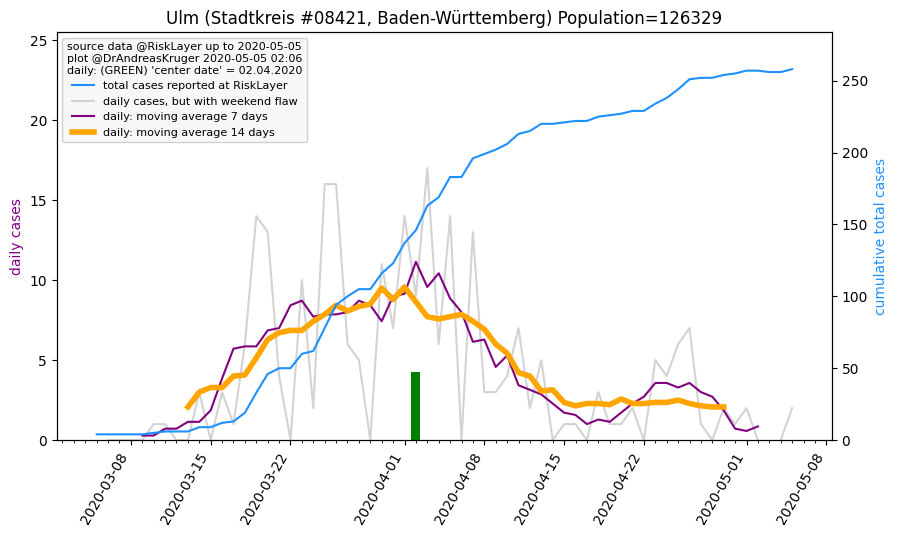 Ulm (Stadtkreis #08421, Baden-Württemberg) Population=126329
source data @RiskLayer up to 2020-05-05
plot @DrAndreasKruger 2020-05-05 02:06
daily: (GREEN) 'center date' = 02.04.2020
total cases reported at RiskLayer
daily cases, but with weekend flaw
daily: moving average 7 days
daily: moving average 14 days
daily cases
25
20
15
10
5
0
cumulative total cases
250
200
150
100
50
0
2020-03-08
2020-03-15
2020-03-22
2020-04-01
2020-04-08
2020-04-15
2020-04-22
2020-05-01
2020-05-08